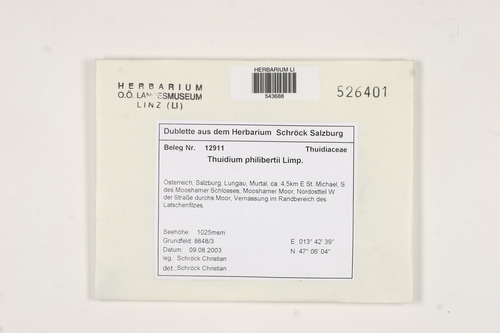 HERBARIUM
O.Ö. LANDESMUSEUM
LINZ (LI)
HERBARIUM LI
543688
526401
Dublette aus dem Herbarium Schröck Salzburg
Beleg Nr. 12911 Thuidiaceae
Thuidium philibertii Limp.
Österreich, Salzburg, Lungau, Murtal, ca. 4,5km E St. Michael, S
des Mooshamer Schlosses, Mooshamer Moor, Nordostteil W
der Straße durchs Moor, Vernässung im Randbereich des
Latschenfilzes.
Seehöhe: 1025msm
Grundfeld: 8848/3 E 013° 42' 39"
Datum: 09.08.2003 N 47° 06' 04"
leg.: Schröck Christian
det.: Schröck Christian